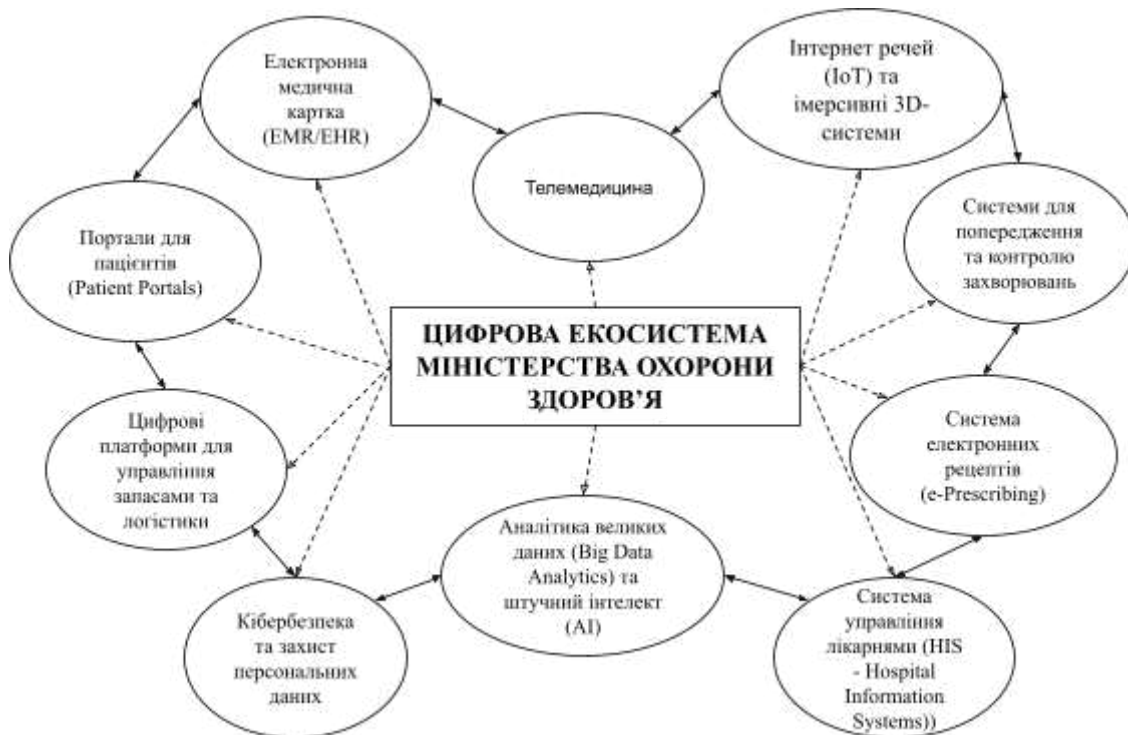 Електронна
медична
картка
(EMR/EHR)
Телемедицина
Інтернет речей
(IoT) та
імерсивні 3D-
системи
Портали для
пацієнтів
(Patient Portals)
Системи для
попередження
та контролю
захворювань
ЦИФРОВА ЕКОСИСТЕМА
МІНІСТЕРСТВА ОХОРОНИ
ЗДОРОВ’Я
Цифрові
платформи для
управління
запасами та
логістики
Система
електронних
рецептів
(e-Prescribing)
Аналітика великих
даних (Big Data
Analytics) та
штучний інтелект
(AI)
Кібербезпека
та захист
персональних
даних
Система
управління
лікарнями (HIS
- Hospital
Information
Systems))